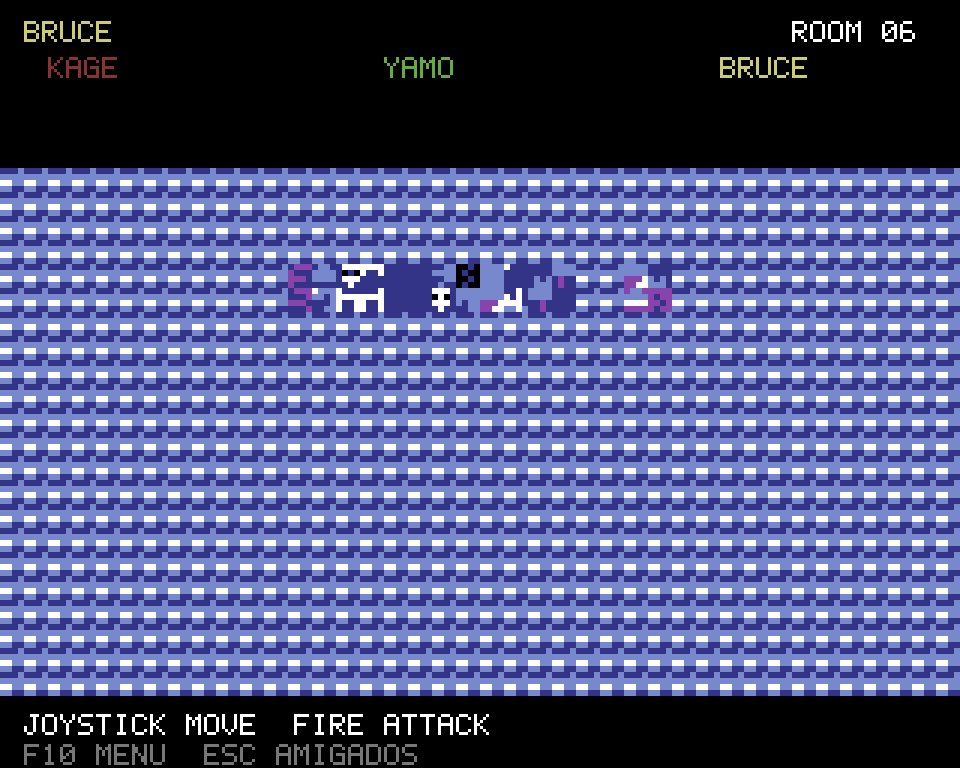 BRUCE ROOM 06
KAGE YAMO BRUCE
JOYSTICK MOVE FIRE ATTACK
F10 MENU ESC AMIGADOS